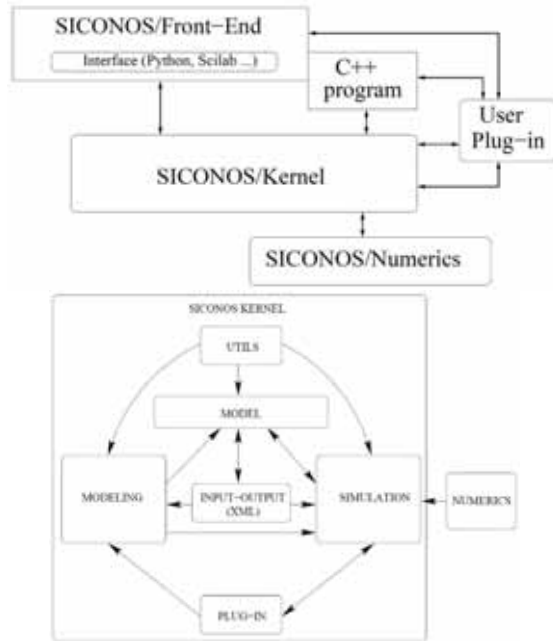 SICONOS/Front−End
Interface (Python, Scilab ...)
C++
program
User
Plug−in
SICONOS/Kernel
SICONOS/Numerics
SICONOS KERNEL
UTILS
MODEL
MODELING
INPUT−OUTPUT
(XML)
SIMULATION
NUMERICS
PLUG−IN